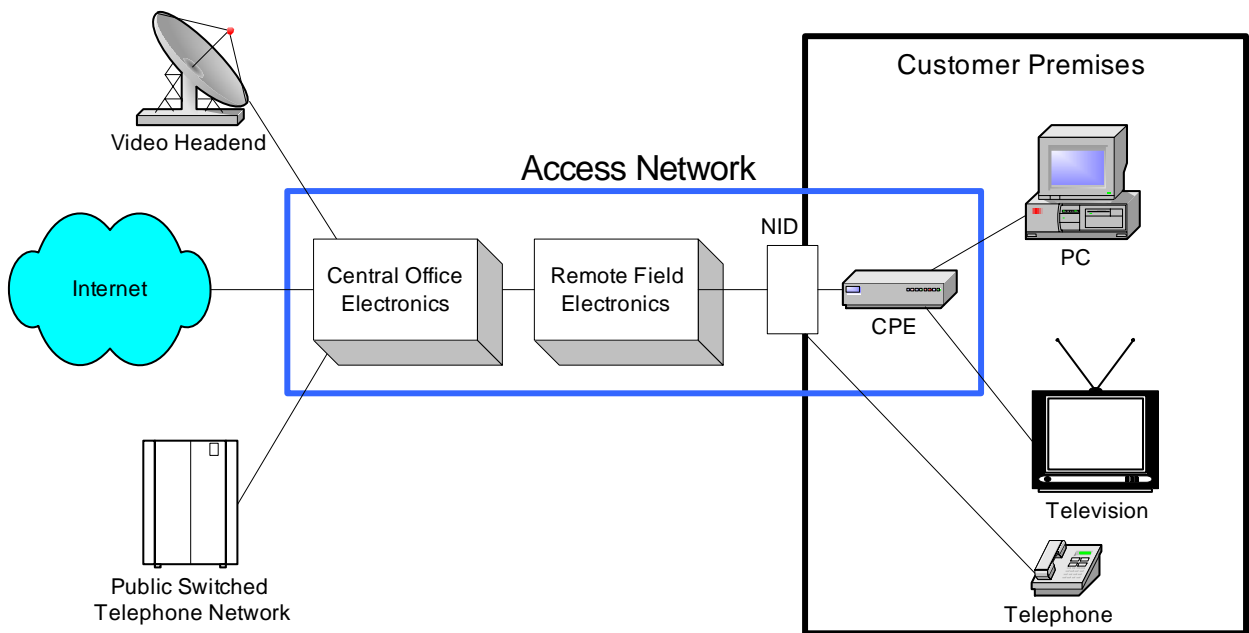 Customer Premises
Video Headend
Access Network
NID
PC
Internet
Central Office
Electronics
Remote Field
Electronics
CPE
Television
Public Switched
Telephone Network
Telephone